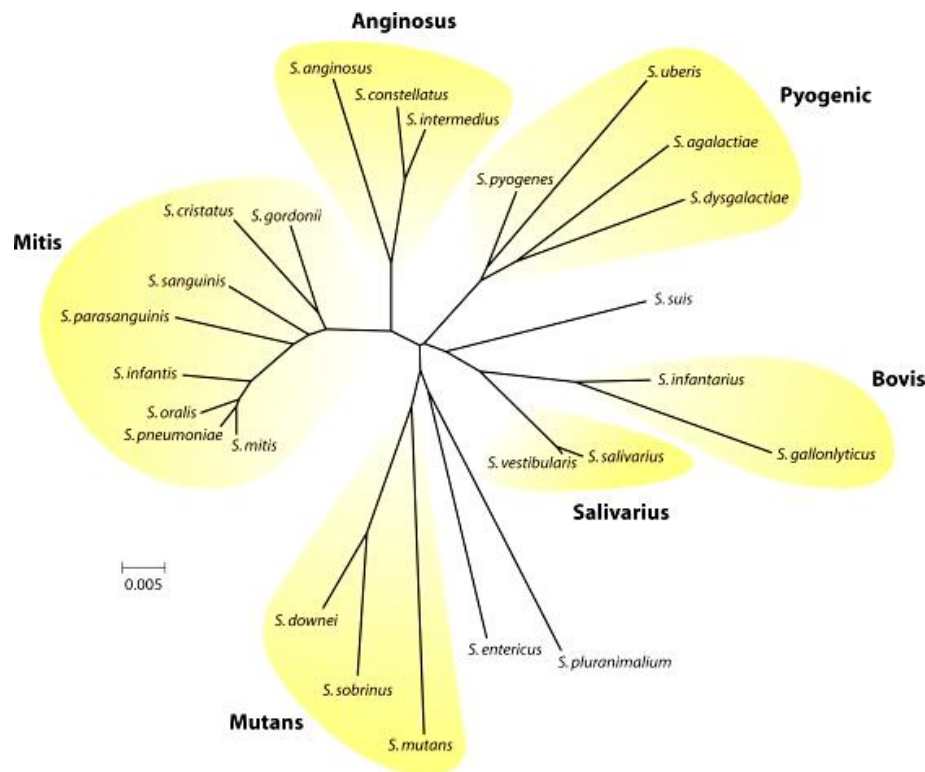 Anginosus
S. anginosus
S. constellatus
S. intermedius
S. uberis
Pyogenic
S. agalactiae
S. pyogenes
S. dysgalactiae
S. cristatus
S. gordonii
Mitis
S. sanguinis
S. parasanguinis
S. suis
S. infantis
S. infantarius
Bovis
S. oralis
S. pneumoniae
S. mitis
S. vestibularis
S. salivarius
S. gallonlyticus
Salivarius
0.005
S. downei
S. entericus
S. pluranimalium
S. sobrinus
Mutans
S. mutans